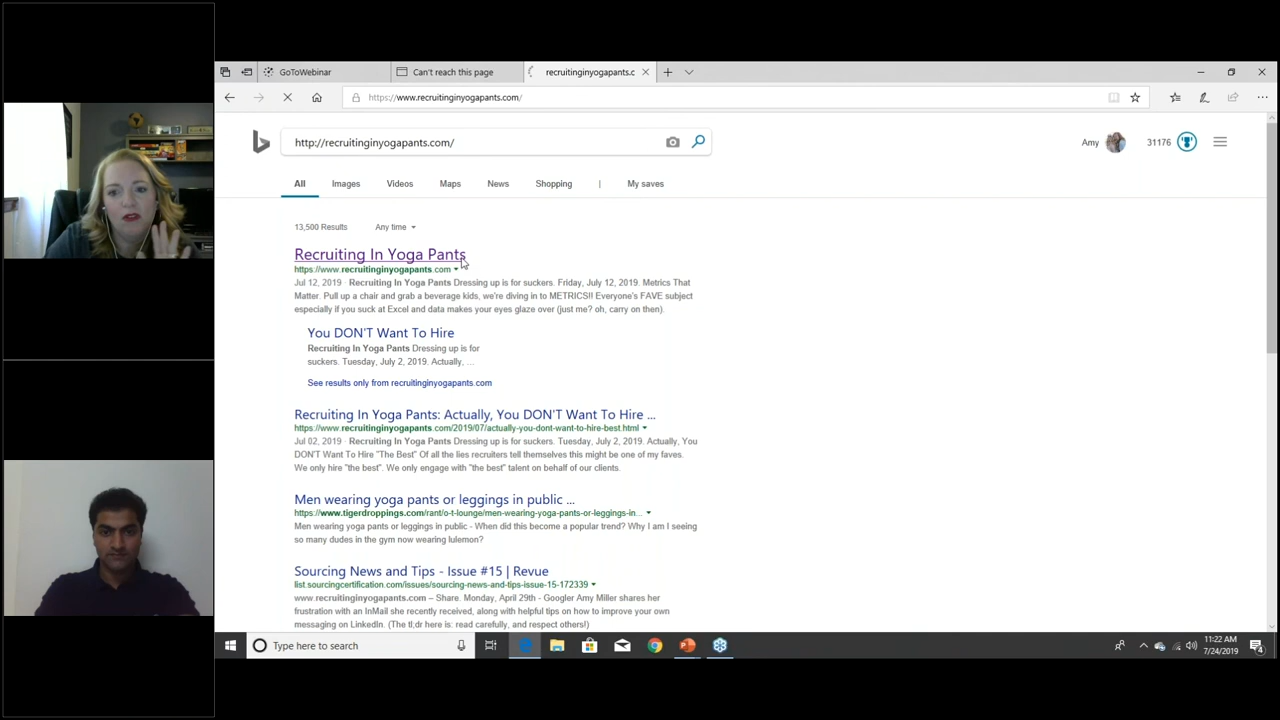 GoToWebinar
Can't reach this page
recruitinginyogapants.c
https://www.recruitinginyogapants.com/
http://recruitinginyogapants.com/
Amy
31176
All
Images
Videos
Maps
News
Shopping
|
My saves
13,500 Results
Any time
Recruiting In Yoga Pants
https://www.recruitinginyogapants.com
Jul 12, 2019 · Recruiting In Yoga Pants Dressing up is for suckers. Friday, July 12, 2019. Metrics That
Matter. Pull up a chair and grab a beverage kids, we're diving in to METRICS!! Everyone's FAVE subject
especially if you suck at Excel and data makes your eyes glaze over (just me? oh, carry on then).
You DON'T Want To Hire
Recruiting In Yoga Pants Dressing up is for
suckers. Tuesday, July 2, 2019. Actually, ...
See results only from recruitinginyogapants.com
Recruiting In Yoga Pants: Actually, You DON'T Want To Hire ...
https://www.recruitinginyogapants.com/2019/07/actually-you-dont-want-to-hire-best.html
Jul 02, 2019 · Recruiting In Yoga Pants Dressing up is for suckers. Tuesday, July 2, 2019. Actually, You
DON'T Want To Hire "The Best" Of all the lies recruiters tell themselves this might be one of my faves.
We only hire "the best". We only engage with "the best" talent on behalf of our clients.
Men wearing yoga pants or leggings in public ...
https://www.tigerdroppings.com/rant/o-t-lounge/men-wearing-yoga-pants-or-leggings-in...
Men wearing yoga pants or leggings in public - When did this become a popular trend? Why I am I seeing
so many dudes in the gym now wearing lulemon?
Sourcing News and Tips - Issue #15 | Revue
list.sourcingcertification.com/issues/sourcing-news-and-tips-issue-15-172339
www.recruitinginyogapants.com – Share. Monday, April 29th - Googler Amy Miller shares her
frustration with an InMail she recently received, along with helpful tips on how to improve your own
messaging on LinkedIn. (The tl;dr here is: read carefully, and respect others!)
Type here to search
11:22 AM
7/24/2019
4